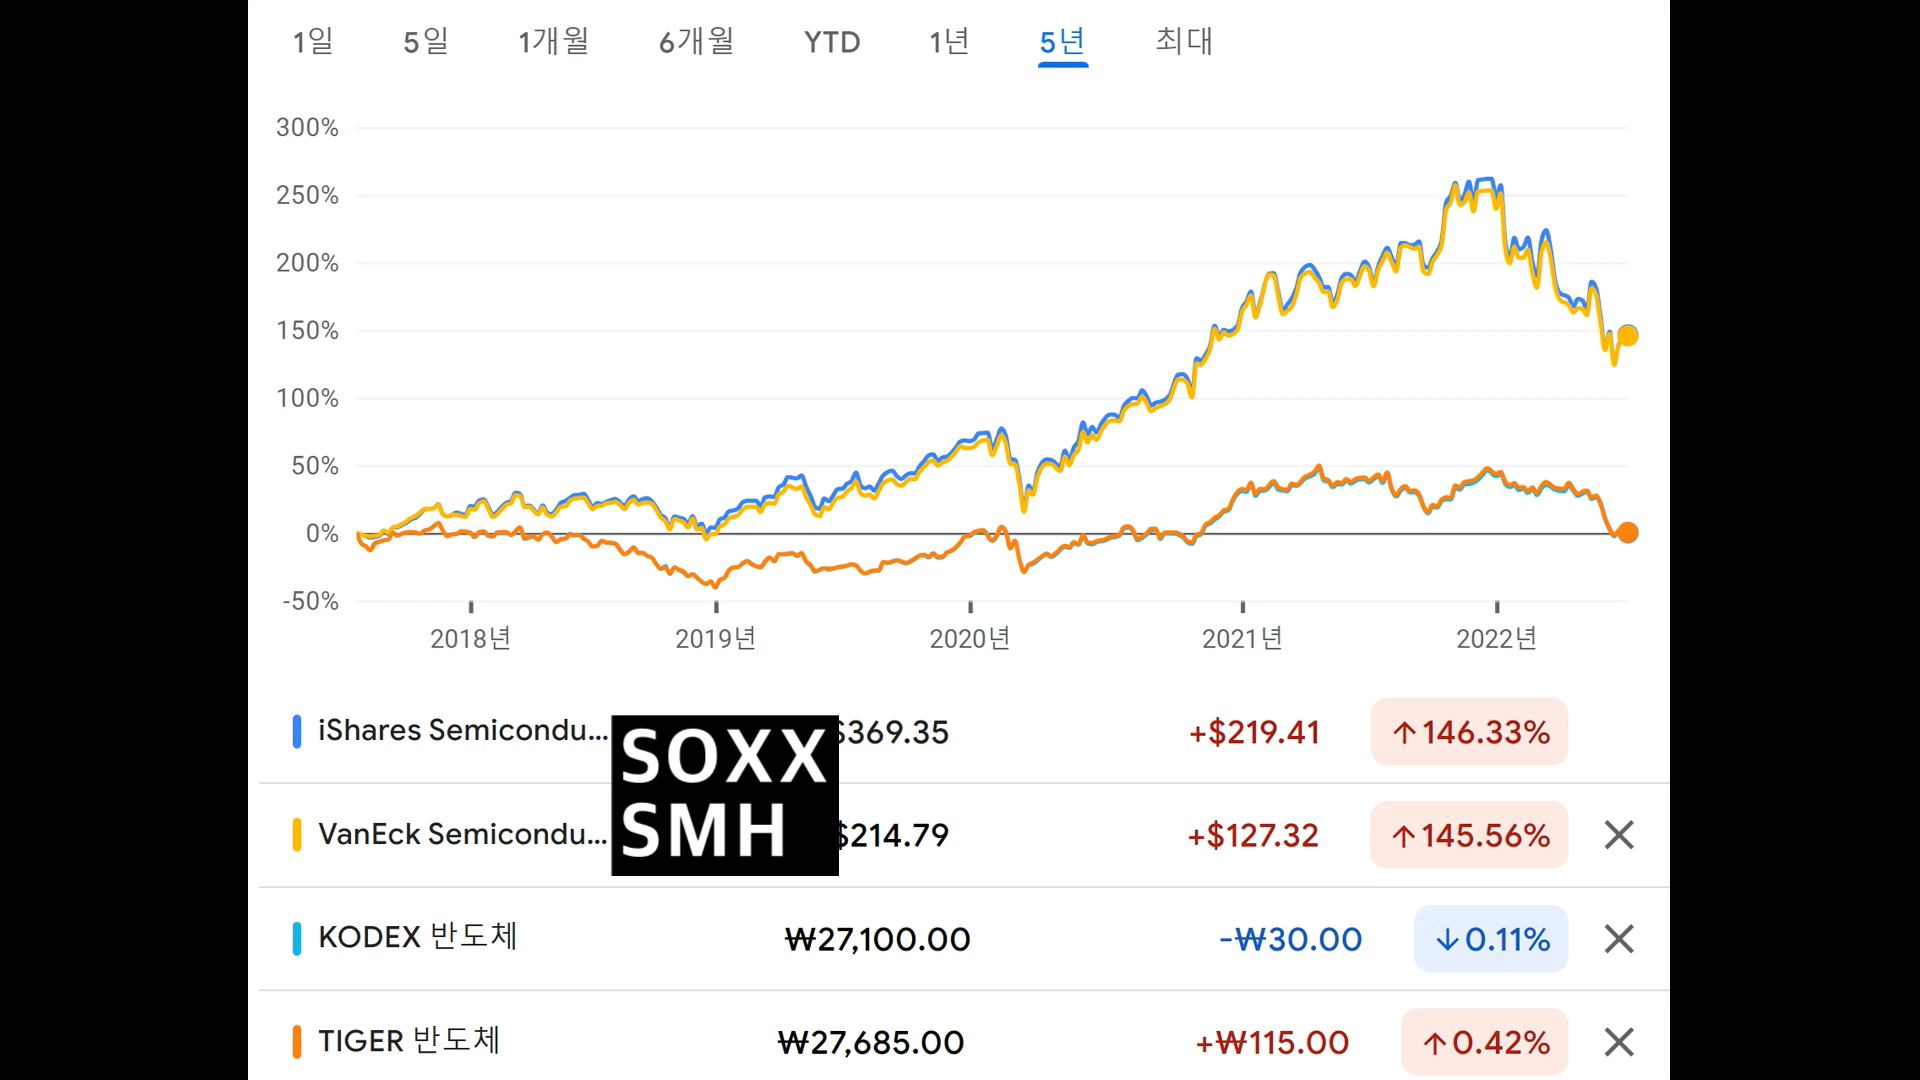 1일 5일 1개월 6개월 YTD 1년 5년 최대
300%
250%
200%
150%
100%
50%
0%
-50%
2018년 2019년 2020년 2021년 2022년
iShares Semicondu... $369.35 +$219.41 ↑146.33%
SOXX
SMH
VanEck Semicondu... $214.79 +$127.32 ↑145.56%
KODEX 반도체 ₩27,100.00 -₩30.00 ↓0.11%
TIGER 반도체 ₩27,685.00 +₩115.00 ↑0.42%